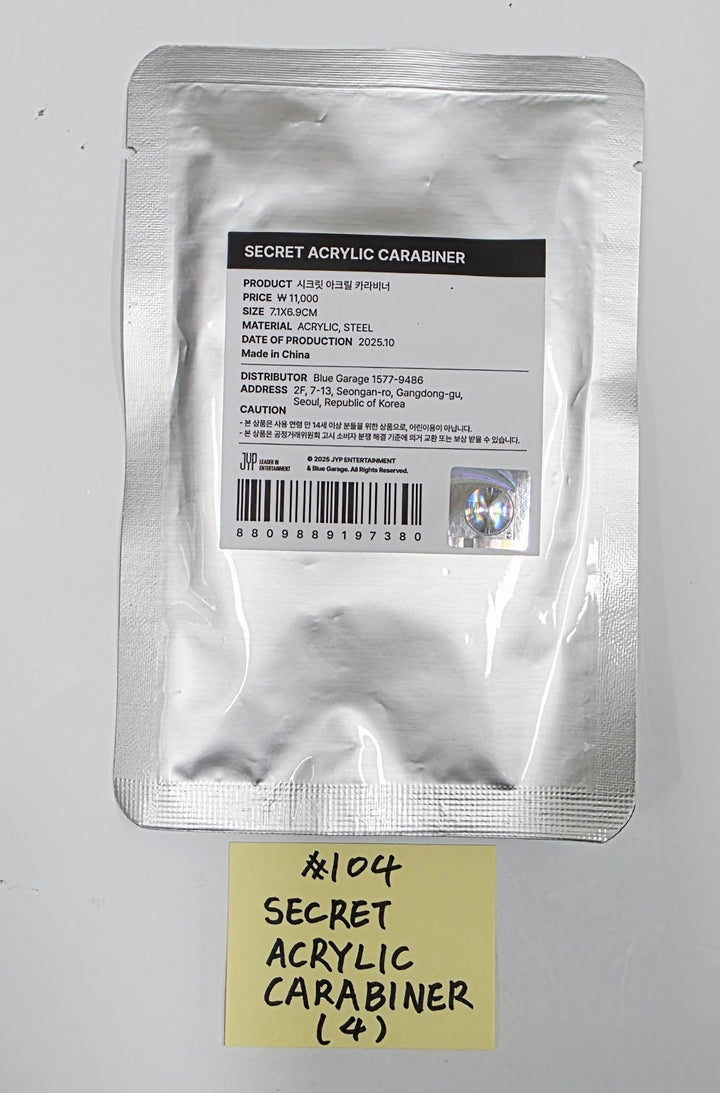 SECRET ACRYLIC CARABINER
PRODUCT 시크릿 아크릴 카라비너
PRICE ₩ 11,000
SIZE 7.1X6.9CM
MATERIAL ACRYLIC, STEEL
DATE OF PRODUCTION 2025.10
Made in China
DISTRIBUTOR Blue Garage 1577-9486
ADDRESS 2F, 7-13, Seongan-ro, Gangdong-gu,
Seoul, Republic of Korea
CAUTION
- 본 상품은 사용 연령 만 14세 이상 분들을 위한 상품으로, 어린이용이 아닙니다.
- 본 상품은 공정거래위원회 고시 소비자 분쟁 해결 기준에 의거 교환 또는 보상 받을 수 있습니다.
JYP LEADER IN
ENTERTAINMENT
© 2025 JYP ENTERTAINMENT
& Blue Garage. All Rights Reserved.
8809889197380
#104
SECRET
ACRYLIC
CARABINER
(4)